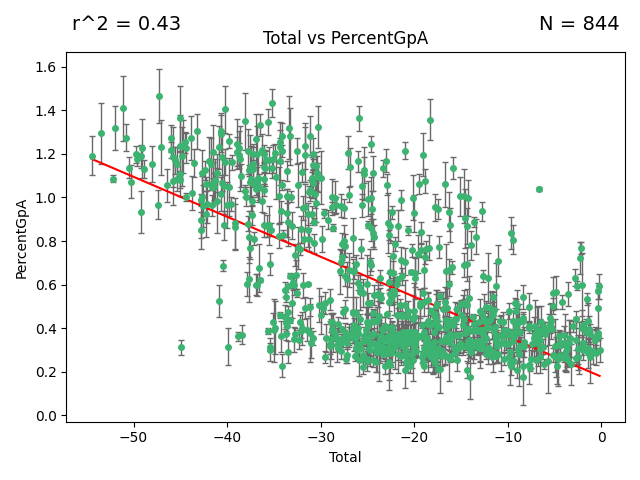 r^2 = 0.43 N = 844
Total vs PercentGpA
1.6
1.4
1.2
1.0
0.8
0.6
0.4
0.2
0.0
PercentGpA
−50 −40 −30 −20 −10 0
Total